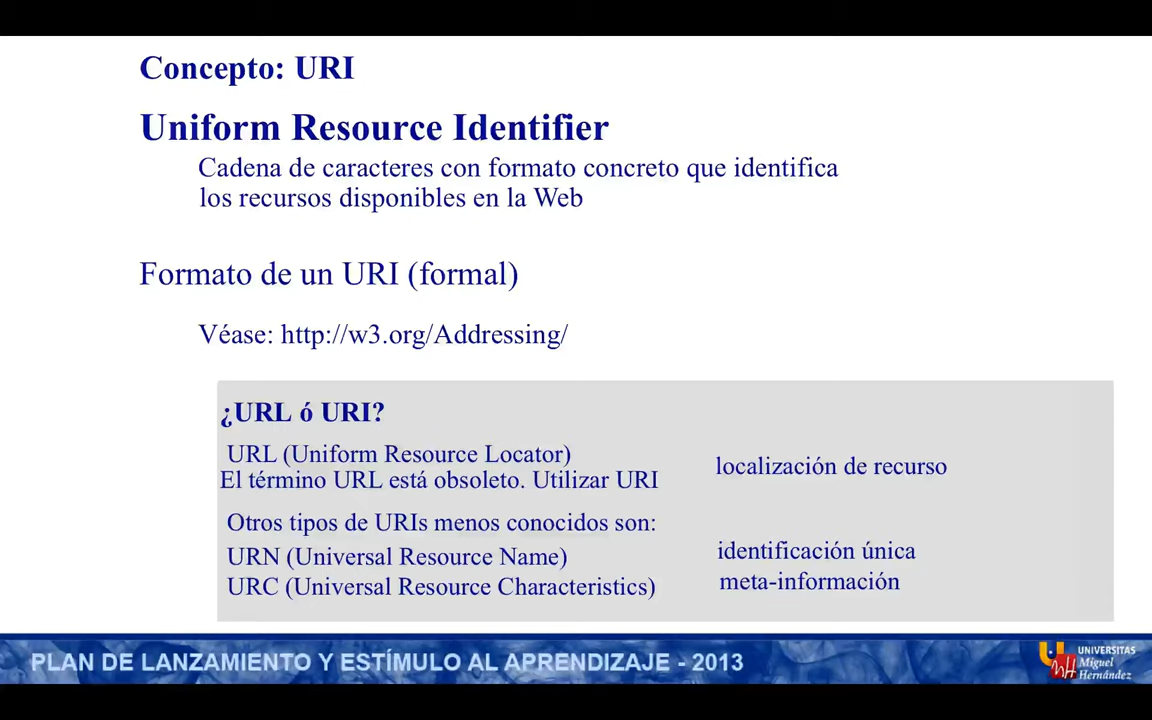 Concepto: URI
Uniform Resource Identifier
Cadena de caracteres con formato concreto que identifica
los recursos disponibles en la Web
Formato de un URI (formal)
Véase: http://w3.org/Addressing/
¿URL ó URI?
URL (Uniform Resource Locator)
El término URL está obsoleto. Utilizar URI
localización de recurso
Otros tipos de URIs menos conocidos son:
URN (Universal Resource Name)
identificación única
URC (Universal Resource Characteristics)
meta-información
PLAN DE LANZAMIENTO Y ESTÍMULO AL APRENDIZAJE - 2013
UNIVERSITAS
Miguel
Hernández